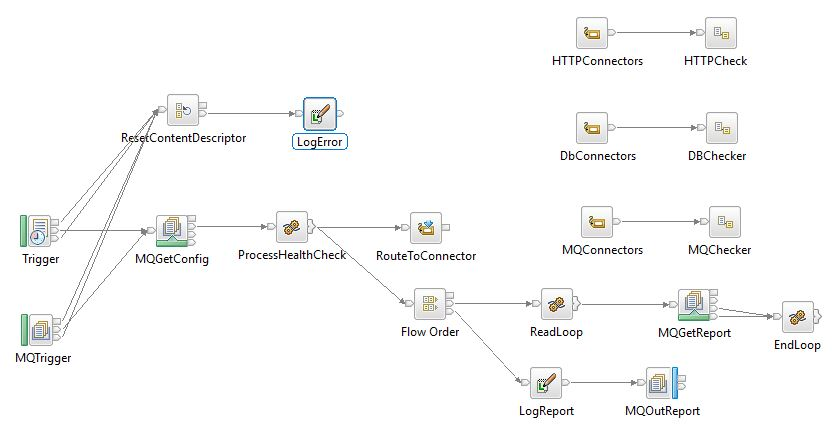 HTTPConnectors
HTTPCheck
ResetContentDescriptor
LogError
DbConnectors
DBChecker
Trigger
MQGetConfig
ProcessHealthCheck
RouteToConnector
MQConnectors
MQChecker
MQTrigger
Flow Order
ReadLoop
MQGetReport
EndLoop
LogReport
MQOutReport